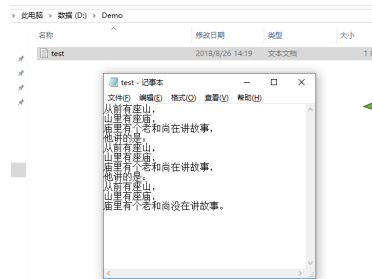 此电脑 › 数据 (D:) › Demo
名称 修改日期 类型 大小
test 2018/8/26 14:19 文本文档 1
test - 记事本
文件(F) 编辑(E) 格式(O) 查看(V) 帮助(H)
从前有座山，
山里有座庙，
庙里有个老和尚在讲故事，
他讲的是。
从前有座山，
山里有座庙，
庙里有个老和尚在讲故事，
他讲的是。
从前有座山，
山里有座庙，
庙里有个老和尚没在讲故事。